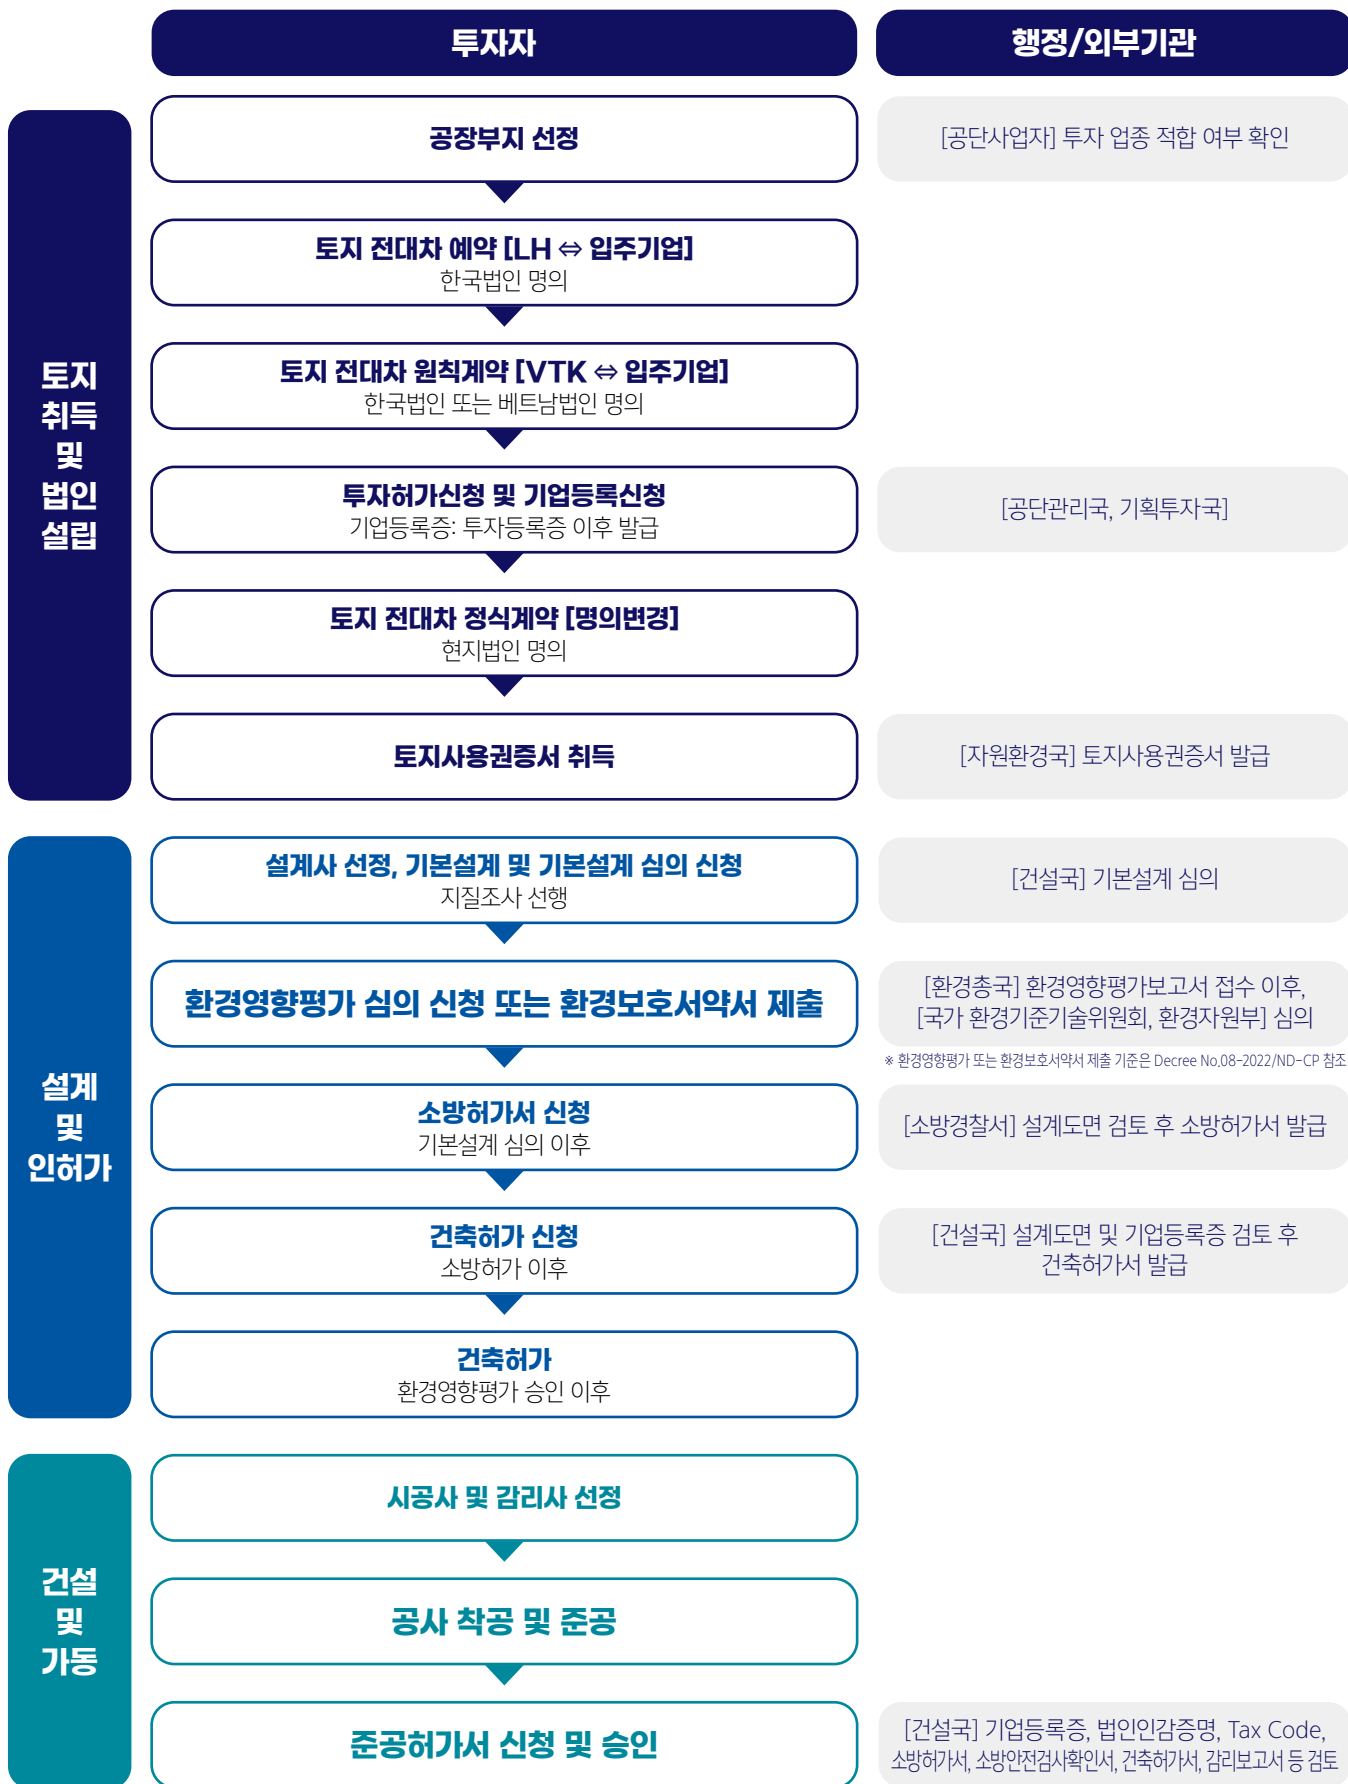 투자자
행정/외부기관
토지
취득
및
법인
설립
공장부지 선정
[공단사업자] 투자 업종 적합 여부 확인
토지 전대차 예약 [LH ⇔ 입주기업]
한국법인 명의
토지 전대차 원칙계약 [VTK ⇔ 입주기업]
한국법인 또는 베트남법인 명의
투자허가신청 및 기업등록신청
기업등록증: 투자등록증 이후 발급
[공단관리국, 기획투자국]
토지 전대차 정식계약 [명의변경]
현지법인 명의
토지사용권증서 취득
[자원환경국] 토지사용권증서 발급
설계
및
인허가
설계사 선정, 기본설계 및 기본설계 심의 신청
지질조사 선행
[건설국] 기본설계 심의
환경영향평가 심의 신청 또는 환경보호서약서 제출
[환경총국] 환경영향평가보고서 접수 이후,
[국가 환경기준기술위원회, 환경자원부] 심의
※ 환경영향평가 또는 환경보호서약서 제출 기준은 Decree No.08-2022/ND-CP 참조
소방허가서 신청
기본설계 심의 이후
[소방경찰서] 설계도면 검토 후 소방허가서 발급
건축허가 신청
소방허가 이후
[건설국] 설계도면 및 기업등록증 검토 후
건축허가서 발급
건축허가
환경영향평가 승인 이후
건설
및
가동
시공사 및 감리사 선정
공사 착공 및 준공
준공허가서 신청 및 승인
[건설국] 기업등록증, 법인인감증명, Tax Code,
소방허가서, 소방안전검사확인서, 건축허가서, 감리보고서 등 검토